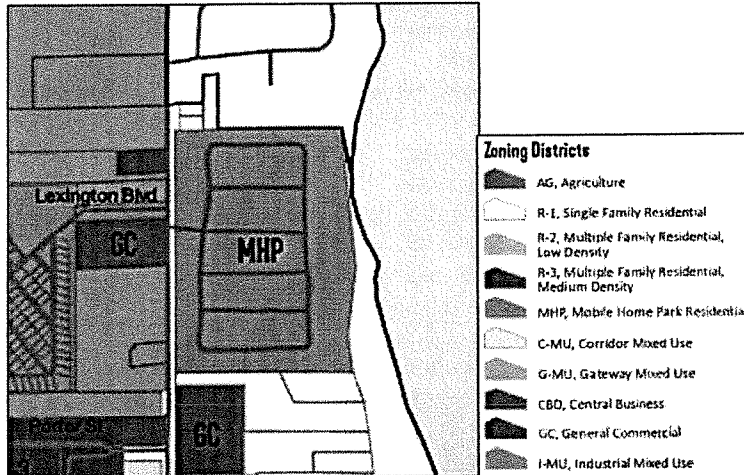 Lexington Blvd.
GC
MHP
Porter St.
GC
Zoning Districts
AG, Agriculture
R-1, Single Family Residential
R-2, Multiple Family Residential,
Low Density
R-3, Multiple Family Residential,
Medium Density
MHP, Mobile Home Park Residential
C-MU, Corridor Mixed Use
G-MU, Gateway Mixed Use
CBD, Central Business
GC, General Commercial
I-MU, Industrial Mixed Use